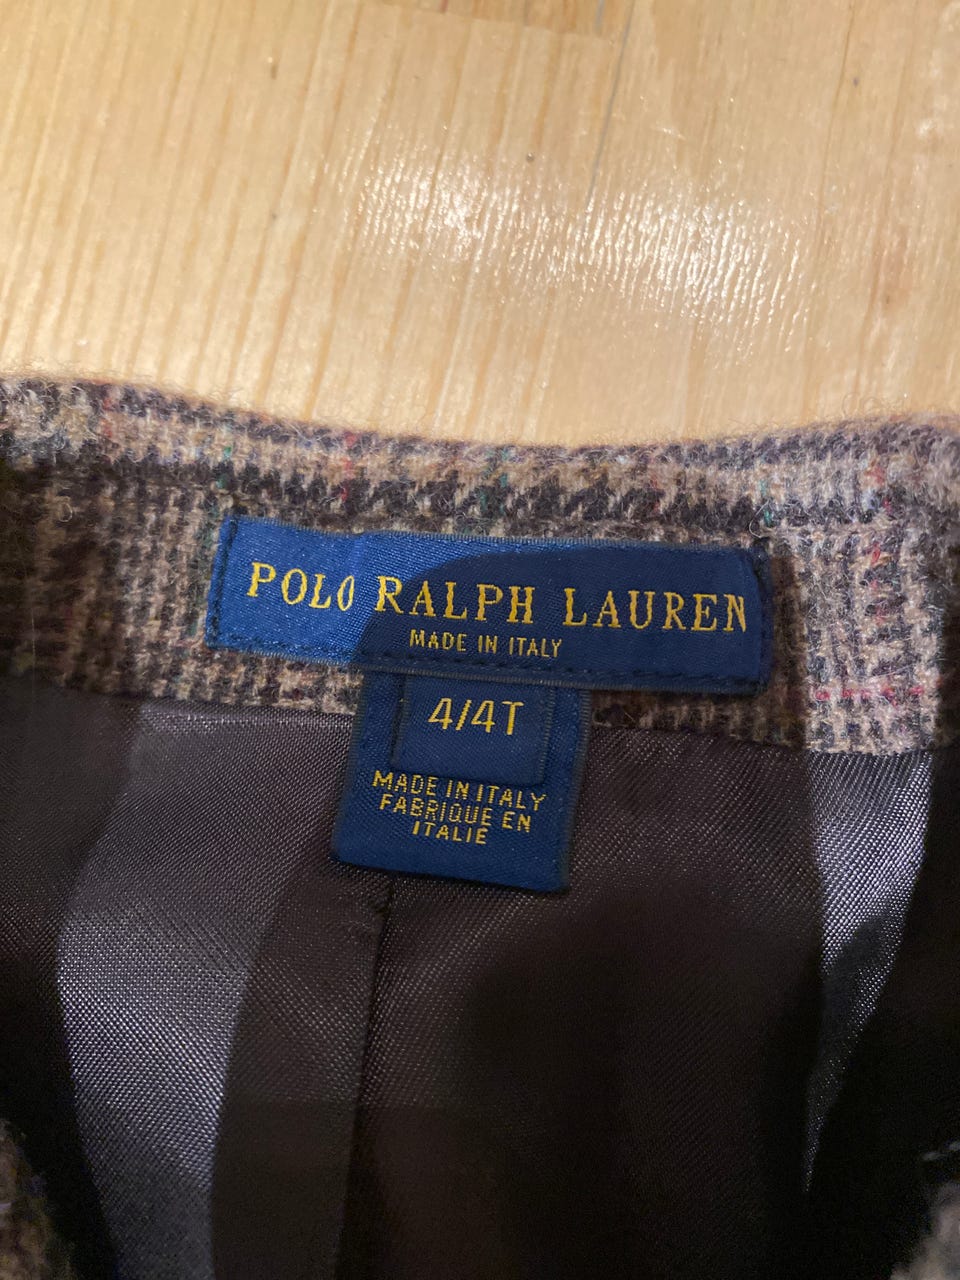 POLO RALPH LAUREN
MADE IN ITALY
4/4T
MADE IN ITALY
FABRIQUE EN
ITALIE